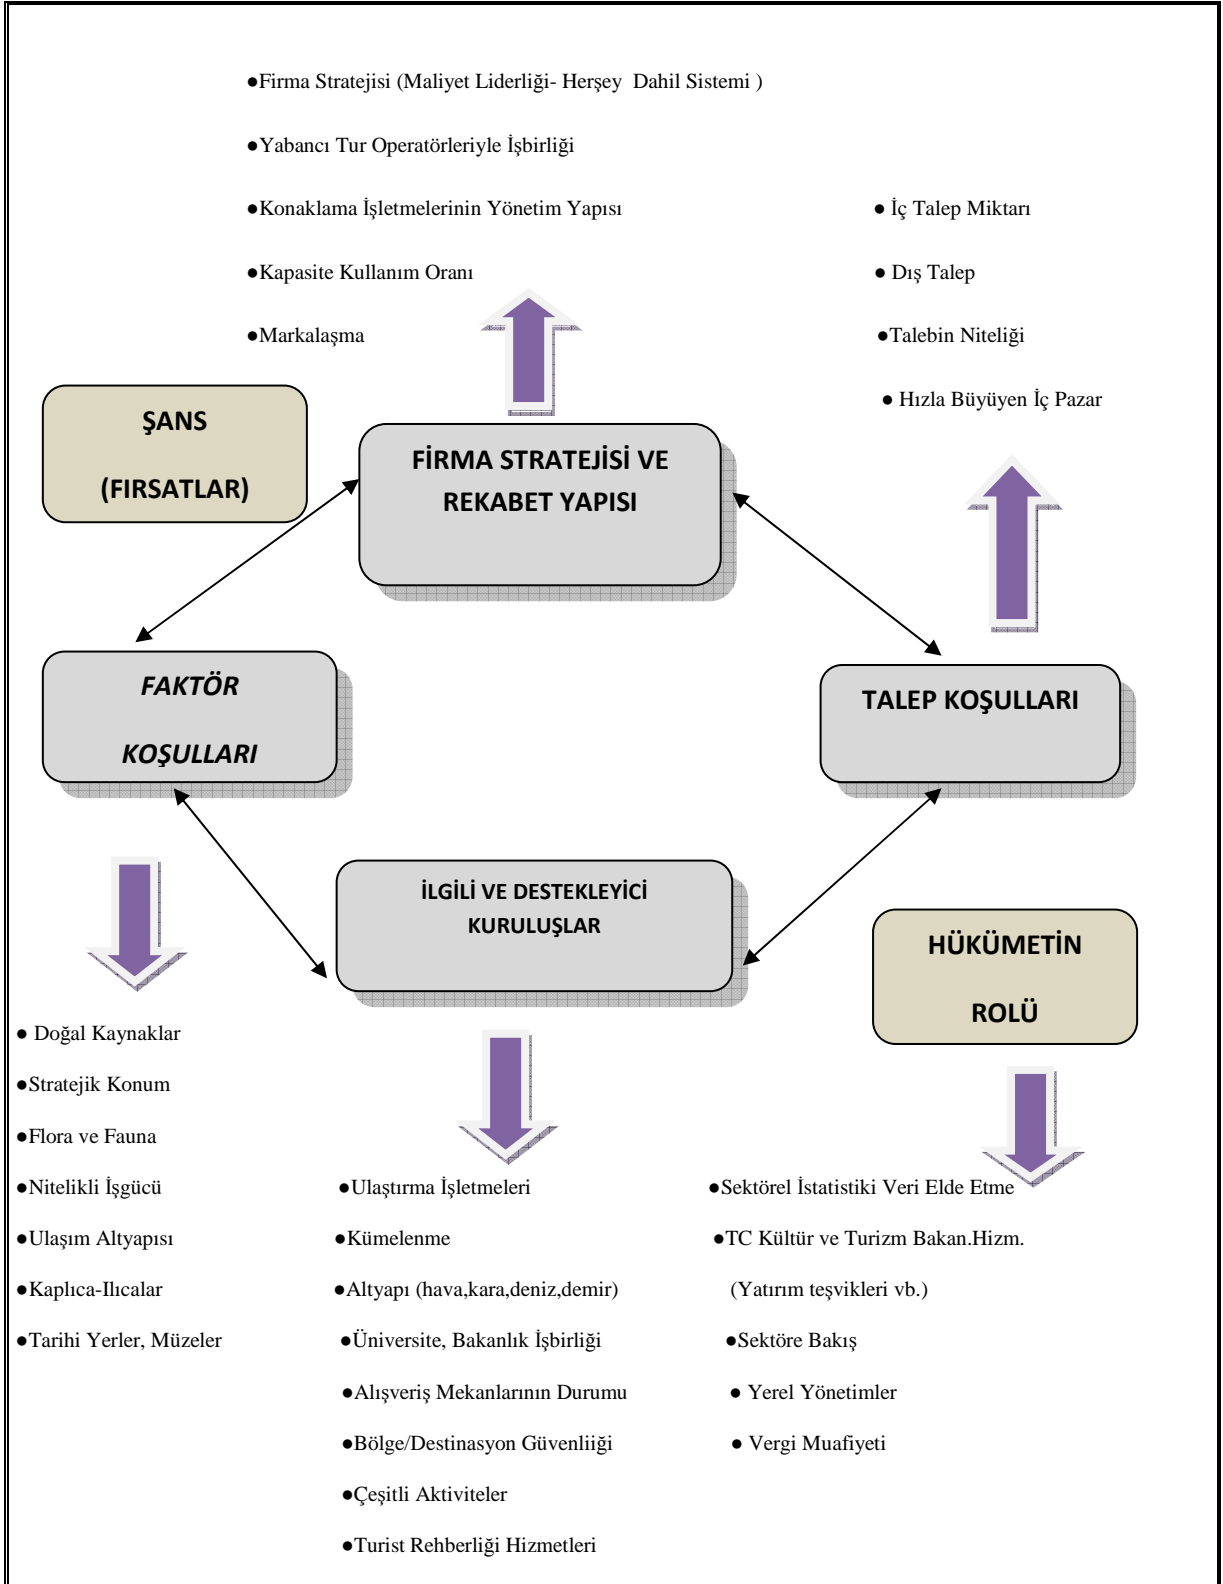 ●Firma Stratejisi (Maliyet Liderliği- Herşey Dahil Sistemi )
●Yabancı Tur Operatörleriyle İşbirliği
●Konaklama İşletmelerinin Yönetim Yapısı
● İç Talep Miktarı
●Kapasite Kullanım Oranı
● Dış Talep
●Markalaşma
●Talebin Niteliği
● Hızla Büyüyen İç Pazar
ŞANS
(FIRSATLAR)
FİRMA STRATEJİSİ VE
REKABET YAPISI
FAKTÖR
KOŞULLARI
TALEP KOŞULLARI
İLGİLİ VE DESTEKLEYİCİ
KURULUŞLAR
HÜKÜMETİN
ROLÜ
● Doğal Kaynaklar
●Stratejik Konum
●Flora ve Fauna
●Nitelikli İşgücü
●Ulaşım Altyapısı
●Kaplıca-Ilıcalar
●Tarihi Yerler, Müzeler
●Ulaştırma İşletmeleri
●Kümelenme
●Altyapı (hava,kara,deniz,demir)
●Üniversite, Bakanlık İşbirliği
●Alışveriş Mekanlarının Durumu
●Bölge/Destinasyon Güvenliiği
●Çeşitli Aktiviteler
●Turist Rehberliği Hizmetleri
●Sektörel İstatistiki Veri Elde Etme
●TC Kültür ve Turizm Bakan.Hizm.
(Yatırım teşvikleri vb.)
●Sektöre Bakış
● Yerel Yönetimler
● Vergi Muafiyeti